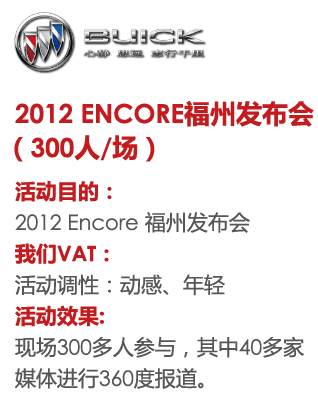 BUICK
心静 思远 志行千里
2012 ENCORE福州发布会
（300人/场）
活动目的：
2012 Encore 福州发布会
我们VAT：
活动调性：动感、年轻
活动效果:
现场300多人参与，其中40多家
媒体进行360度报道。